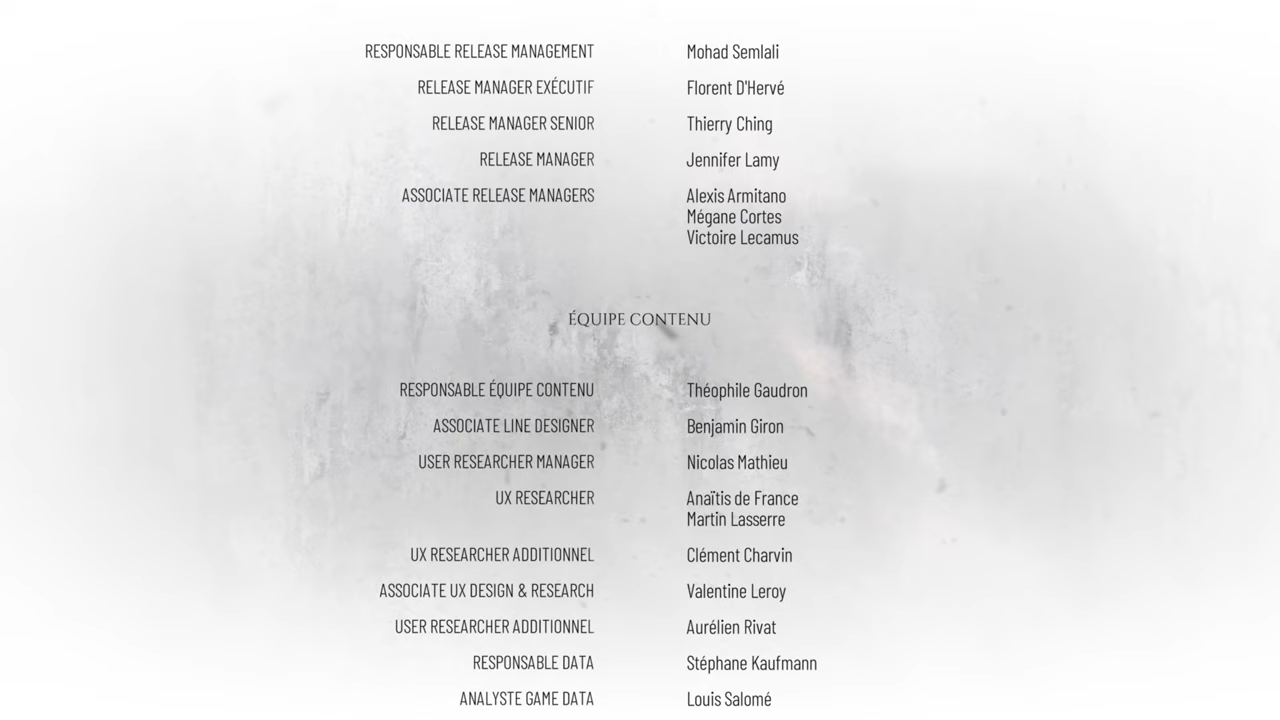 RESPONSABLE RELEASE MANAGEMENT Mohad Semlali
RELEASE MANAGER EXÉCUTIF Florent D'Hervé
RELEASE MANAGER SENIOR Thierry Ching
RELEASE MANAGER Jennifer Lamy
ASSOCIATE RELEASE MANAGERS Alexis Armitano
Mégane Cortes
Victoire Lecamus
ÉQUIPE CONTENU
RESPONSABLE ÉQUIPE CONTENU Théophile Gaudron
ASSOCIATE LINE DESIGNER Benjamin Giron
USER RESEARCHER MANAGER Nicolas Mathieu
UX RESEARCHER Anaïtis de France
Martin Lasserre
UX RESEARCHER ADDITIONNEL Clément Charvin
ASSOCIATE UX DESIGN & RESEARCH Valentine Leroy
USER RESEARCHER ADDITIONNEL Aurélien Rivat
RESPONSABLE DATA Stéphane Kaufmann
ANALYSTE GAME DATA Louis Salomé